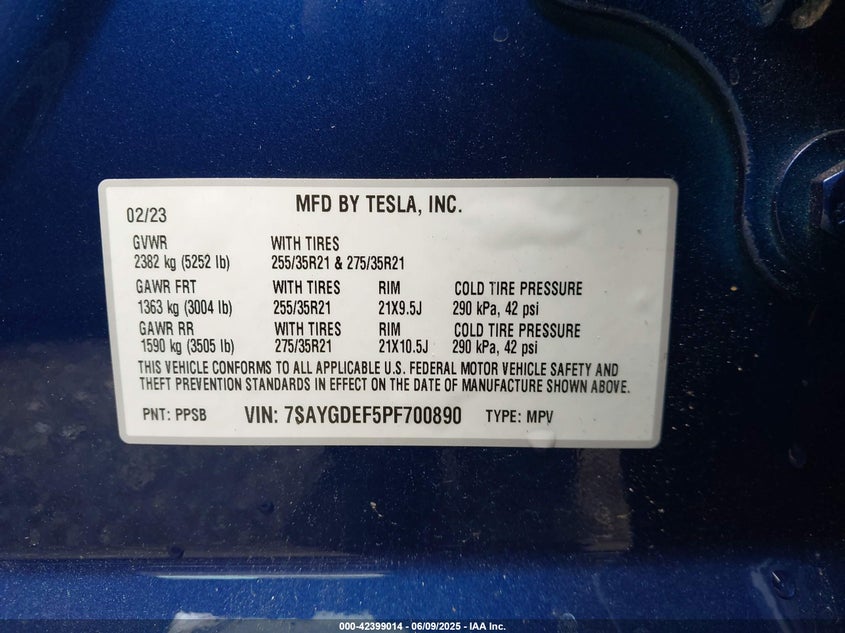 02/23 MFD BY TESLA, INC.
GVWR WITH TIRES
2382 kg (5252 lb) 255/35R21 & 275/35R21
GAWR FRT WITH TIRES RIM COLD TIRE PRESSURE
1363 kg (3004 lb) 255/35R21 21X9.5J 290 kPa, 42 psi
GAWR RR WITH TIRES RIM COLD TIRE PRESSURE
1590 kg (3505 lb) 275/35R21 21X10.5J 290 kPa, 42 psi
THIS VEHICLE CONFORMS TO ALL APPLICABLE U.S. FEDERAL MOTOR VEHICLE SAFETY AND
THEFT PREVENTION STANDARDS IN EFFECT ON THE DATE OF MANUFACTURE SHOWN ABOVE.
PNT: PPSB VIN: 7SAYGDEF5PF700890 TYPE: MPV
000-42399014 - 06/09/2025 - IAA Inc.